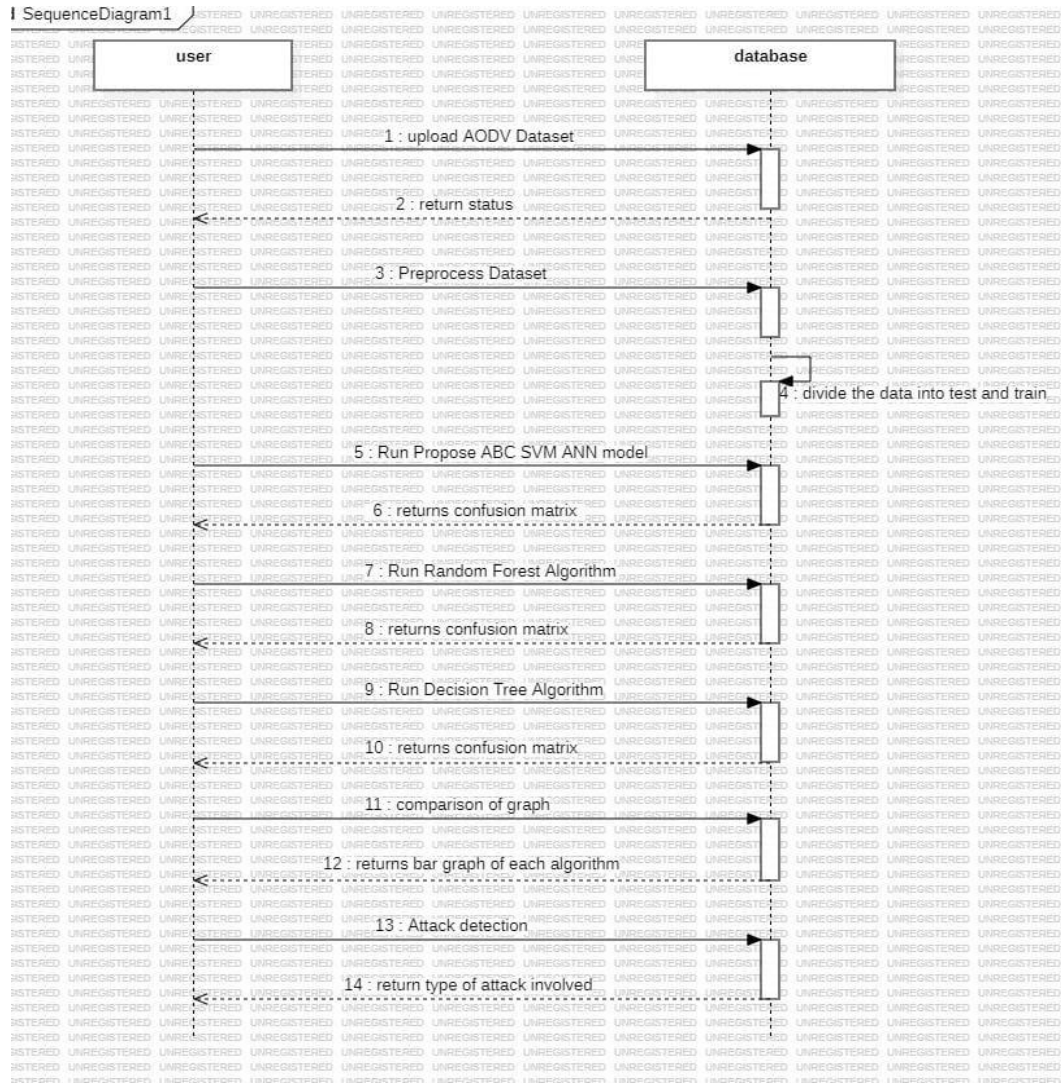 SequenceDiagram1
user
database
1 : upload AODV Dataset
2 : return status
3 : Preprocess Dataset
4 : divide the data into test and train
5 : Run Propose ABC SVM ANN model
6 : returns confusion matrix
7 : Run Random Forest Algorithm
8 : returns confusion matrix
9 : Run Decision Tree Algorithm
10 : returns confusion matrix
11 : comparison of graph
12 : returns bar graph of each algorithm
13 : Attack detection
14 : return type of attack involved
UNREGISTERED